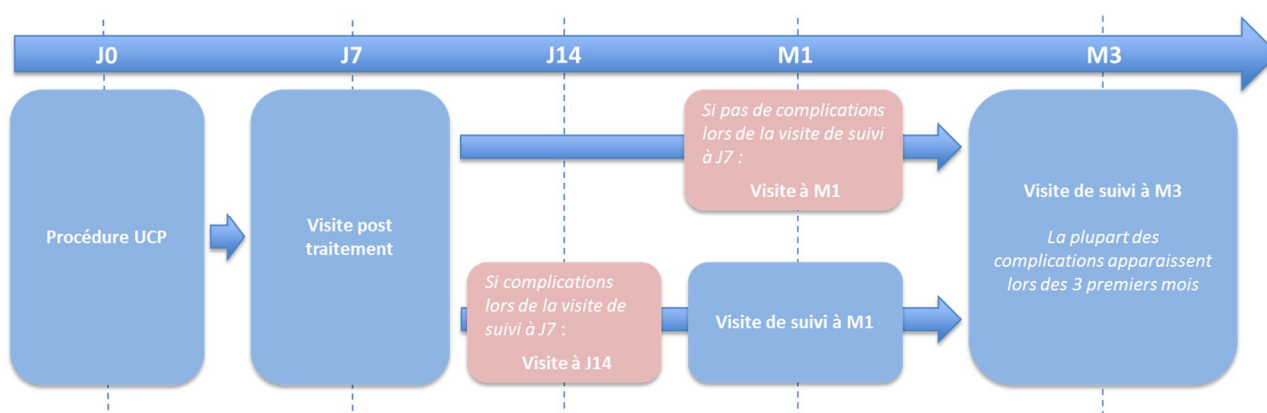 J0
J7
J14
M1
M3
Procédure UCP
Visite post
traitement
Si pas de complications
lors de la visite de suivi
à J7 :
Visite à M1
Si complications
lors de la visite de
suivi à J7 :
Visite à J14
Visite de suivi à M1
Visite de suivi à M3
La plupart des
complications apparaissent
lors des 3 premiers mois